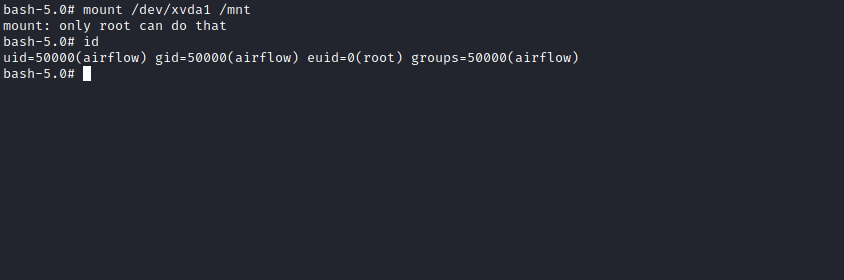 bash-5.0# mount /dev/xvda1 /mnt
mount: only root can do that
bash-5.0# id
uid=50000(airflow) gid=50000(airflow) euid=0(root) groups=50000(airflow)
bash-5.0#